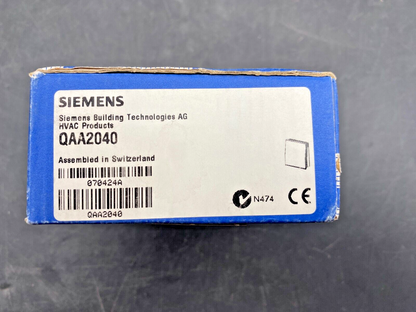 SIEMENS
Siemens Building Technologies AG
HVAC Products
QAA2040
Assembled in Switzerland
070424A
QAA2040
N474
CE